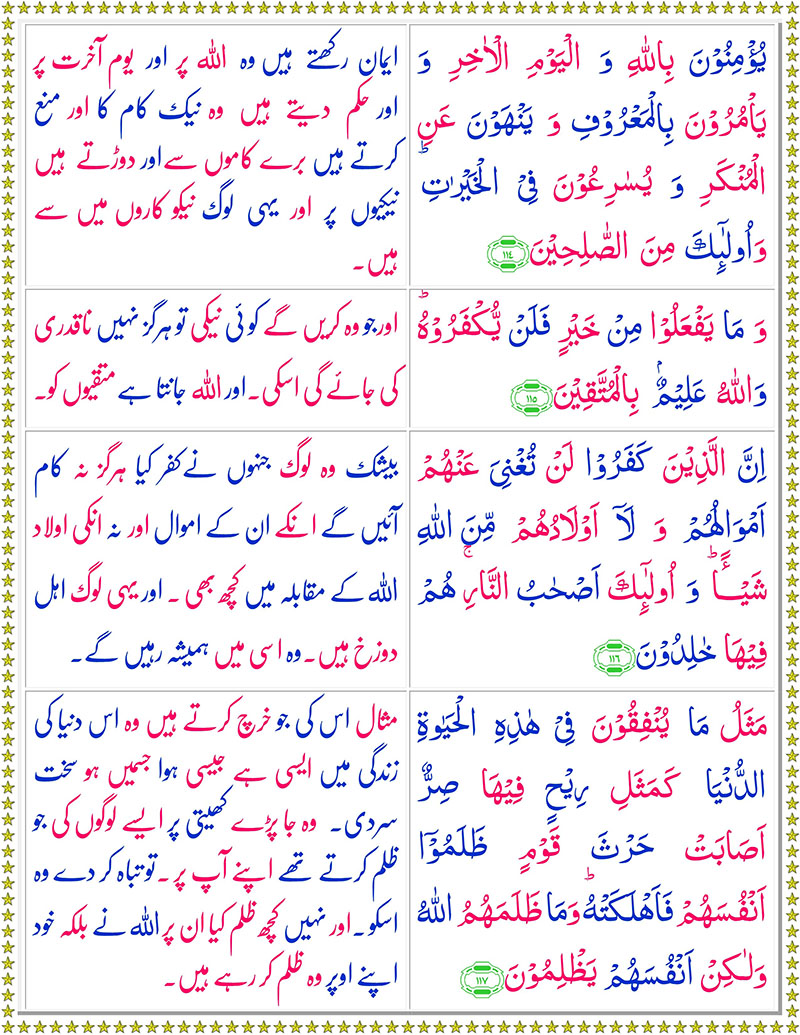 یُؤْمِنُوْنَ بِاللّٰهِ وَ الْیَوْمِ الْاٰخِرِ وَ
یَاْمُرُوْنَ بِالْمَعْرُوْفِ وَ یَنْهَوْنَ عَنِ
الْمُنْكَرِ وَ یُسَارِعُوْنَ فِی الْخَیْرٰتِؕ
وَاُولٰٓىِٕكَ مِنَ الصّٰلِحِیْنَ ۱۱٤
ایمان رکھتے ہیں وہ اللہ پر اور یوم آخرت پر
اور حکم دیتے ہیں وہ نیک کام کا اور منع
کرتے ہیں برے کاموں سے اور دوڑتے ہیں
نیکیوں پر اور یہی لوگ نیکو کاروں میں سے
ہیں۔
وَ مَا یَفْعَلُوْا مِنْ خَیْرٍ فَلَنْ یُّكْفَرُوْهُؕ
وَاللّٰهُ عَلِیْمٌۢ بِالْمُتَّقِیْنَ ۱۱۵
اور جو وہ کریں گے کوئی نیکی تو ہرگز نہیں ناقدری
کی جائے گی اسکی۔ اور اللہ جانتا ہے متقیوں کو۔
اِنَّ الَّذِیْنَ كَفَرُوْا لَنْ تُغْنِیَ عَنْهُمْ
اَمْوَالُهُمْ وَ لَاۤ اَوْلَادُهُمْ مِّنَ اللّٰهِ
شَیْـًٔاؕ وَ اُولٰٓىِٕكَ اَصْحٰبُ النَّارِۚ هُمْ
فِیْهَا خٰلِدُوْنَ ۱۱٦
بیشک وہ لوگ جنہوں نے کفر کیا ہرگز نہ کام
آئیں گے انکے ان کے اموال اور نہ انکی اولاد
اللہ کے مقابلہ میں کچھ بھی ۔ اور یہی لوگ اہل
دوزخ ہیں۔ وہ اسی میں ہمیشہ رہیں گے۔
مَثَلُ مَا یُنْفِقُوْنَ فِیْ هٰذِهِ الْحَیٰوةِ
الدُّنْیَا كَمَثَلِ رِیْحٍ فِیْهَا صِرٌّ
اَصَابَتْ حَرْثَ قَوْمٍ ظَلَمُوْۤا
اَنْفُسَهُمْ فَاَهْلَكَتْهُؕ وَمَا ظَلَمَهُمُ اللّٰهُ
وَلٰكِنْ اَنْفُسَهُمْ یَظْلِمُوْنَ ۱۱۷
مثال اس کی جو خرچ کرتے ہیں وہ اس دنیا کی
زندگی میں ایسی ہے جیسی ہوا جسمیں ہو سخت
سردی۔ وہ جا پڑے کھیتی پر ایسے لوگوں کی جو
ظلم کرتے تھے اپنے آپ پر ۔ تو تباہ کر دے وہ
اسکو۔ اور نہیں کچھ ظلم کیا ان پر اللہ نے بلکہ خود
اپنے اوپر وہ ظلم کر رہے ہیں۔